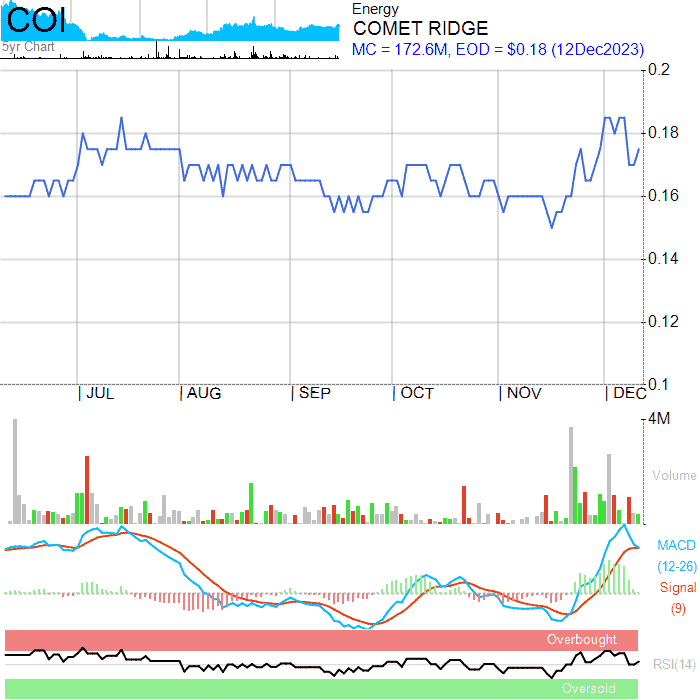 COI
5yr Chart
Energy
COMET RIDGE
MC = 172.6M, EOD = $0.18 (12Dec2023)
0.2
0.18
0.16
0.14
0.12
0.1
JUL AUG SEP OCT NOV DEC
4M
Volume
MACD
(12-26)
Signal
(9)
Overbought
RSI(14)
Oversold